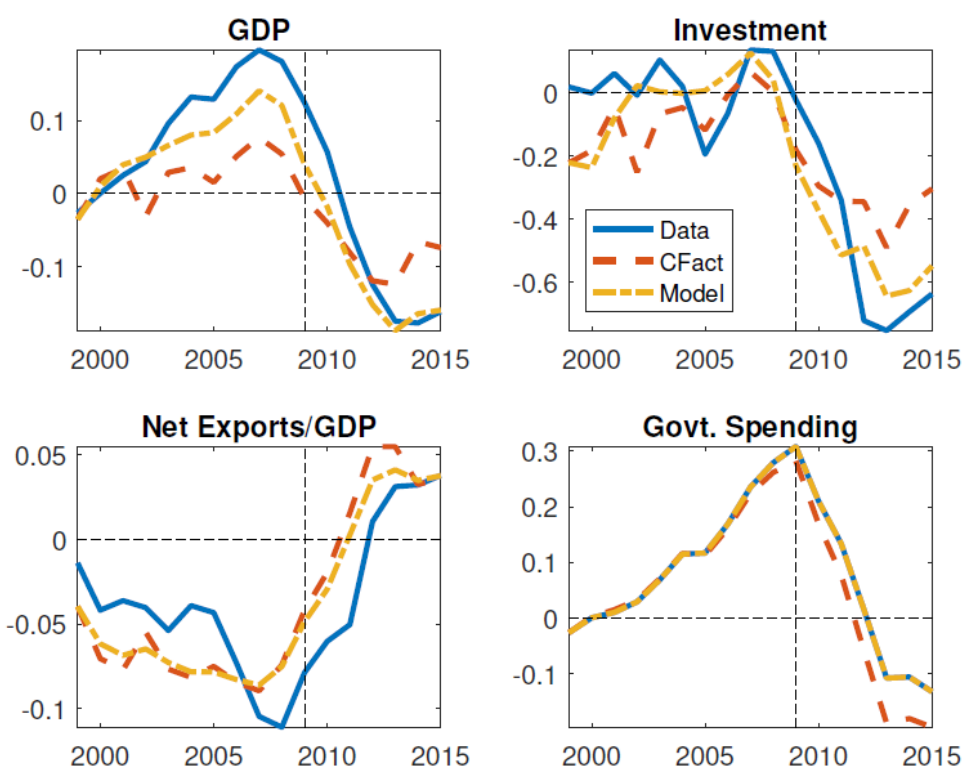 GDP
0.1
0
-0.1
2000 2005 2010 2015
Investment
0
-0.2
-0.4
-0.6
Data
CFact
Model
2000 2005 2010 2015
Net Exports/GDP
0.05
0
-0.05
-0.1
2000 2005 2010 2015
Govt. Spending
0.3
0.2
0.1
0
-0.1
2000 2005 2010 2015